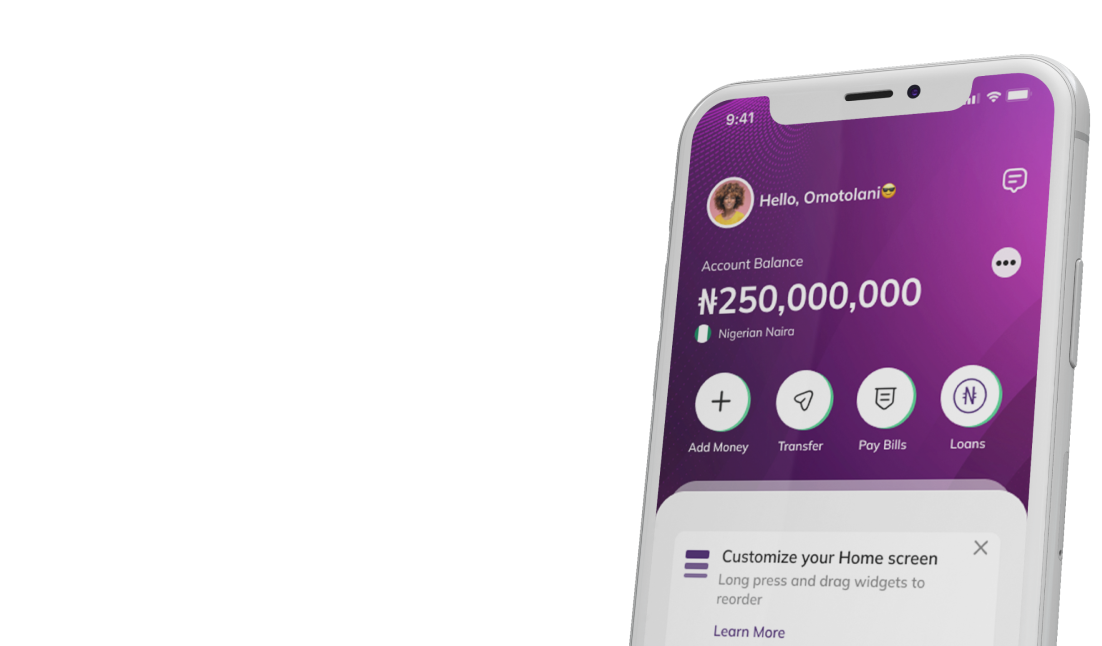 9:41
Hello, Omotolani😎
Account Balance
₦250,000,000
Nigerian Naira
Add Money Transfer Pay Bills Loans
Customize your Home screen
Long press and drag widgets to
reorder
Learn More